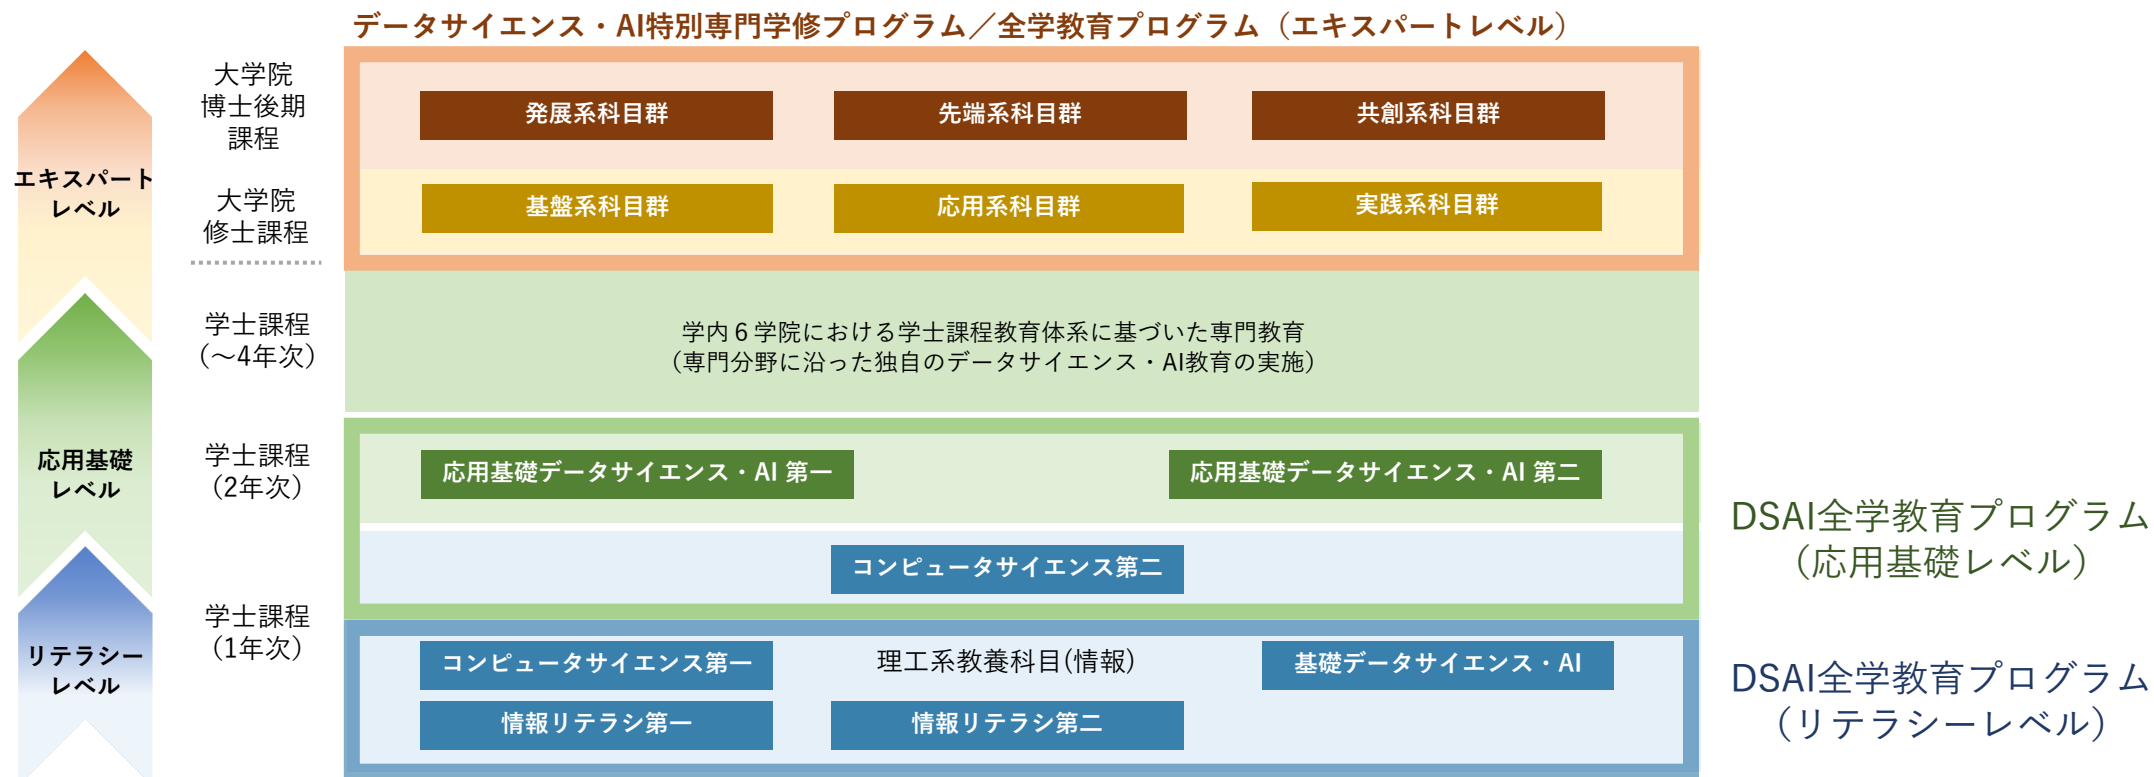 データサイエンス・AI特別専門学修プログラム／全学教育プログラム（エキスパートレベル）
エキスパート
レベル
大学院
博士後期
課程
発展系科目群
先端系科目群
共創系科目群
大学院
修士課程
基盤系科目群
応用系科目群
実践系科目群
学士課程
（～4年次）
学内６学院における学士課程教育体系に基づいた専門教育
（専門分野に沿った独自のデータサイエンス・AI教育の実施）
応用基礎
レベル
学士課程
（2年次）
応用基礎データサイエンス・AI 第一
応用基礎データサイエンス・AI 第二
コンピュータサイエンス第二
DSAI全学教育プログラム
（応用基礎レベル）
リテラシー
レベル
学士課程
（1年次）
コンピュータサイエンス第一
理工系教養科目(情報)
基礎データサイエンス・AI
情報リテラシ第一
情報リテラシ第二
DSAI全学教育プログラム
（リテラシーレベル）